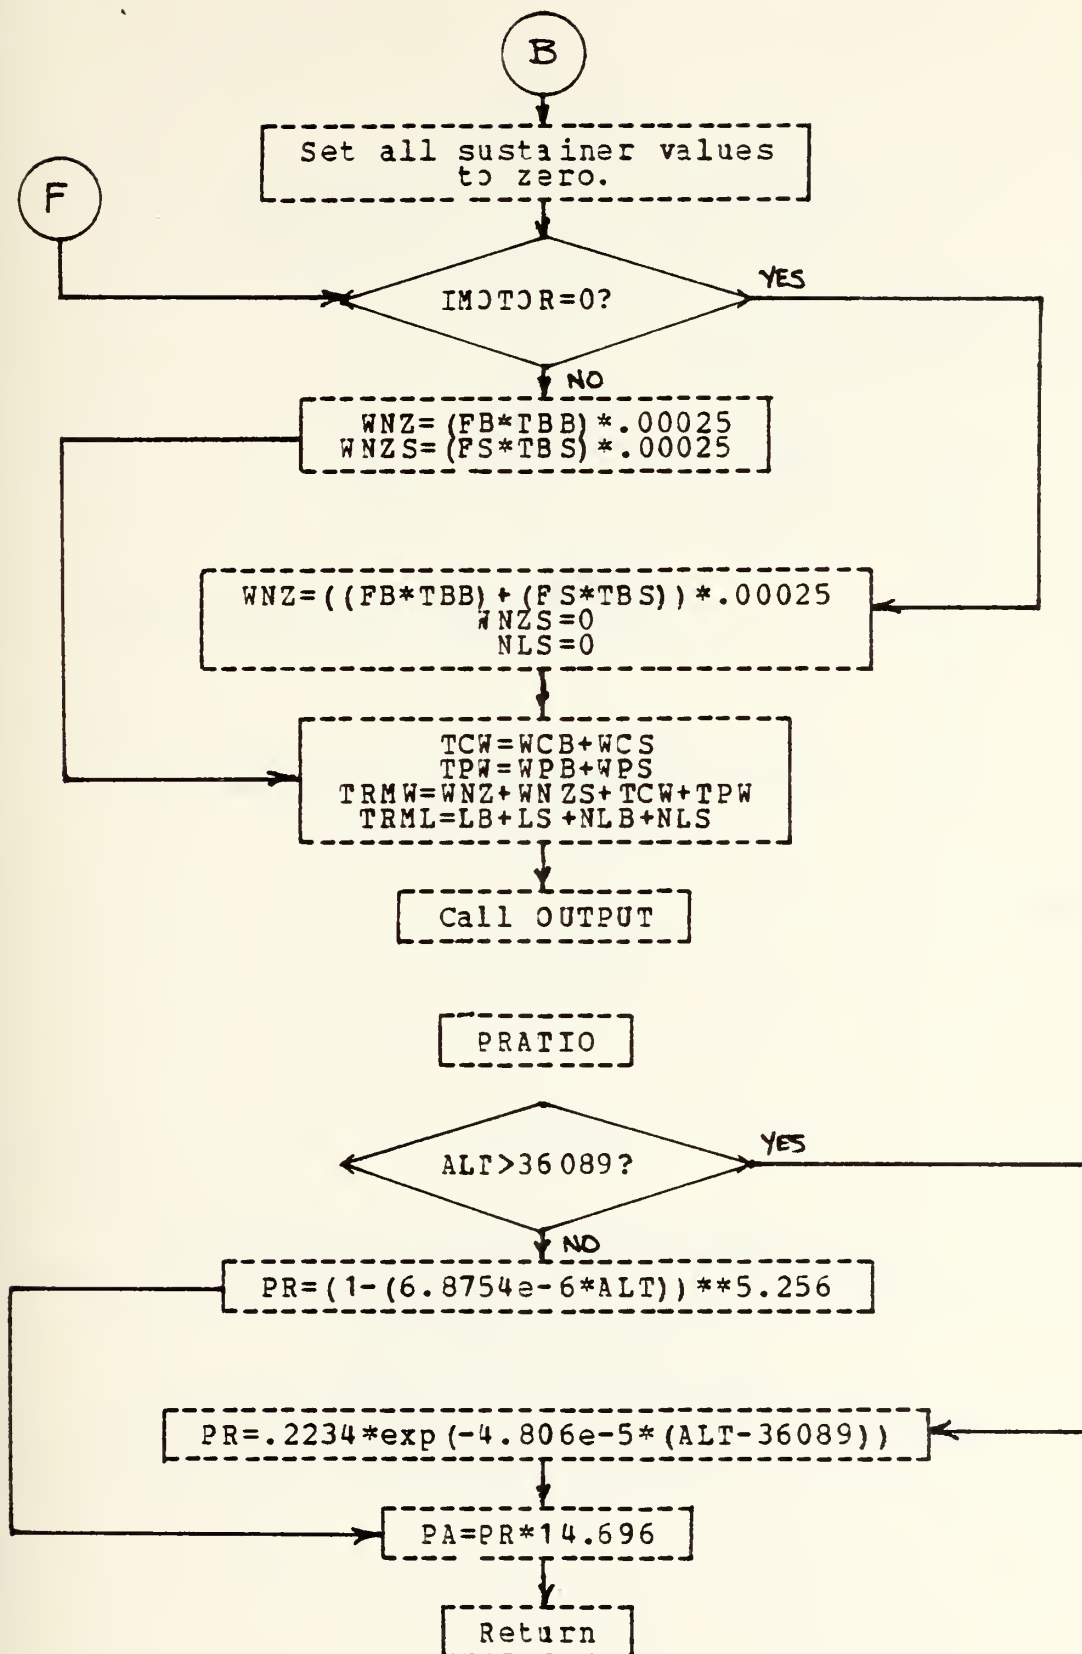 B
Set all sustainer values
to zero.
F
IMOTOR=0?
YES
NO
WNZ=(FB*TBB)*.00025
WNZS=(FS*TBS)*.00025
WNZ=((FB*TBB)+(FS*TBS))*.00025
WNZS=0
NLS=0
TCW=WCB+WCS
TPW=WPB+WPS
TRMW=WNZ+WNZS+TCW+TPW
TRML=LB+LS+NLB+NLS
Call OUTPUT
PRATIO
ALT>36089?
YES
NO
PR=(1-(6.8754e-6*ALT))**5.256
PR=.2234*exp(-4.806e-5*(ALT-36089))
PA=PR*14.696
Return